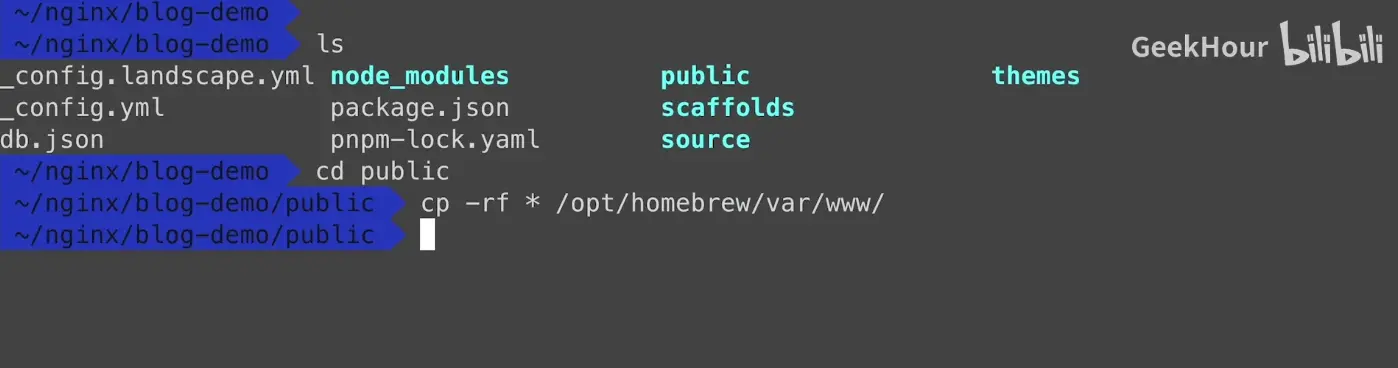 ~/nginx/blog-demo
~/nginx/blog-demo ls
GeekHour bilibili
_config.landscape.yml node_modules public themes
_config.yml package.json scaffolds
db.json pnpm-lock.yaml source
~/nginx/blog-demo cd public
~/nginx/blog-demo/public cp -rf * /opt/homebrew/var/www/
~/nginx/blog-demo/public